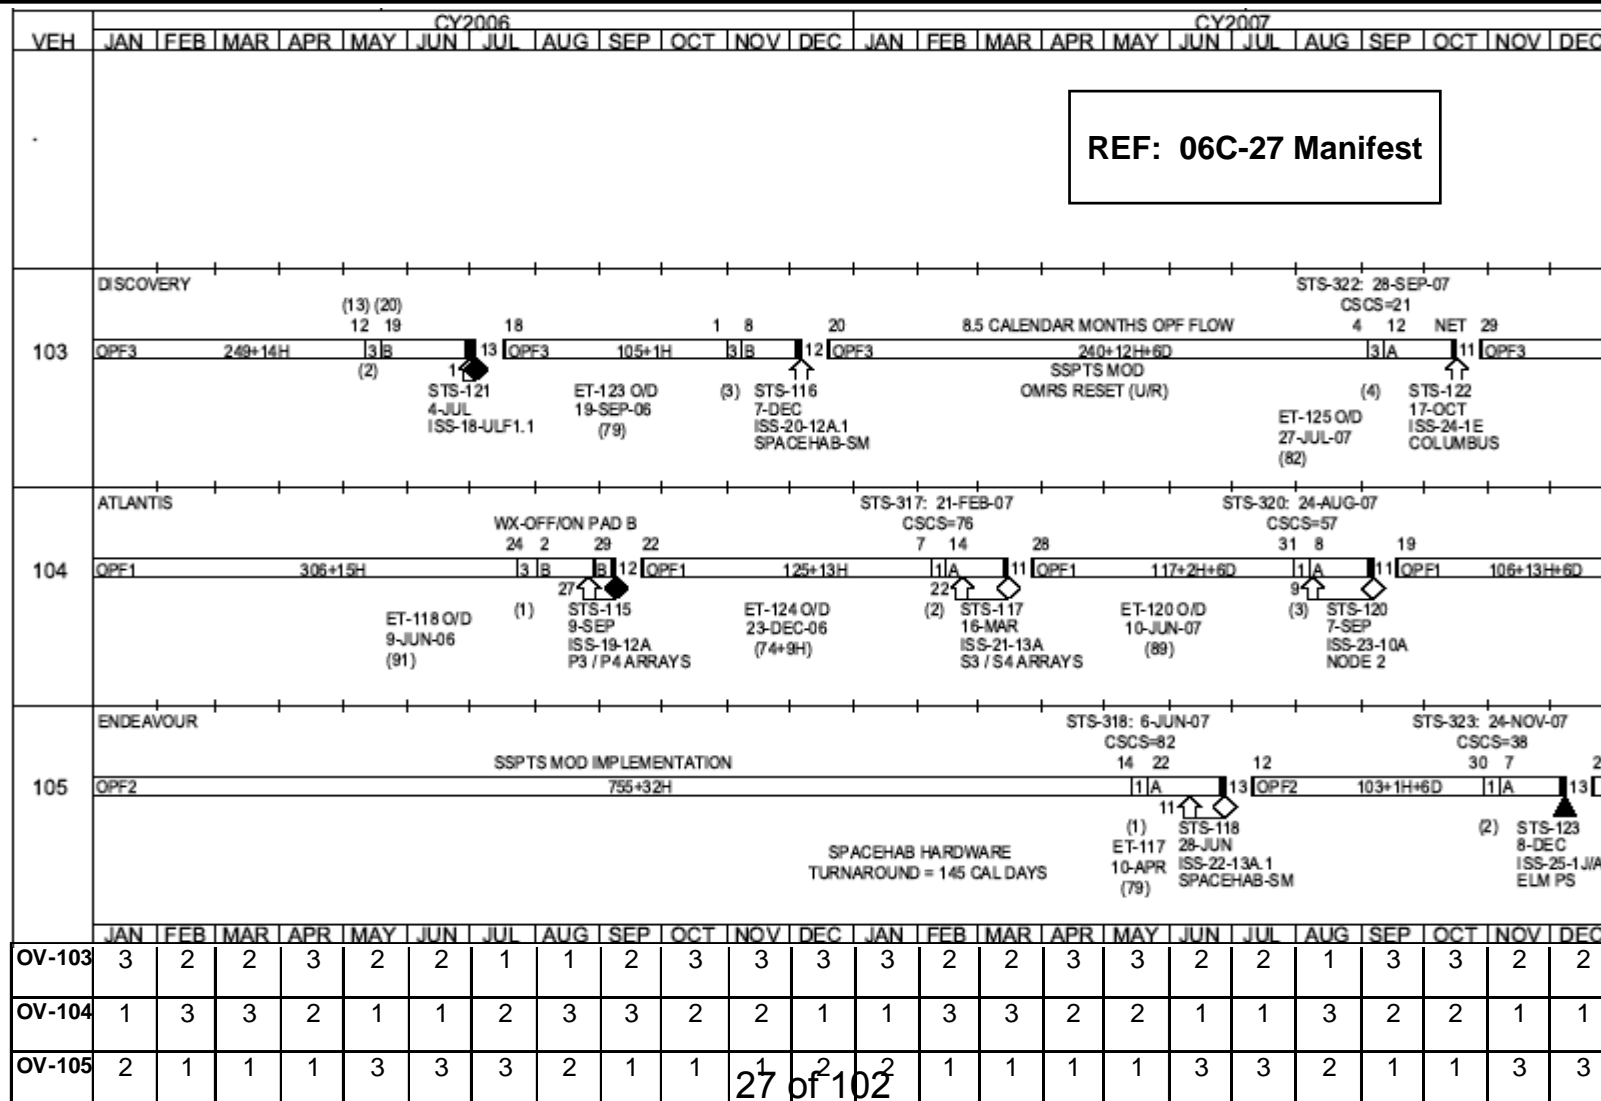 CY2006 CY2007
VEH JAN FEB MAR APR MAY JUN JUL AUG SEP OCT NOV DEC JAN FEB MAR APR MAY JUN JUL AUG SEP OCT NOV DEC
REF: 06C-27 Manifest
DISCOVERY STS-322: 28-SEP-07
(13) (20) CSCS=21
12 19 18 1 8 20 8.5 CALENDAR MONTHS OPF FLOW 4 12 NET 29
103 OPF3 249+14H 3 B 13 OPF3 105+1H 3 B 12 OPF3 240+12H+6D 3 A 11 OPF3
(2) 1 SSPTS MOD
STS-121 ET-123 O/D (3) STS-116 OMRS RESET (U/R) (4) STS-122
4-JUL 19-SEP-06 7-DEC ET-125 O/D 17-OCT
ISS-18-ULF1.1 (79) ISS-20-12A.1 27-JUL-07 ISS-24-1E
SPACEHAB-SM (82) COLUMBUS
ATLANTIS STS-317: 21-FEB-07 STS-320: 24-AUG-07
WX-OFF/ON PAD B CSCS=76 CSCS=57
24 2 29 22 7 14 28 31 8 19
104 OPF1 306+15H 3 B B 12 OPF1 125+13H 1 A 11 OPF1 117+2H+6D 1 A 11 OPF1 106+13H+6D
27 22 9
ET-118 O/D (1) STS-115 ET-124 O/D (2) STS-117 ET-120 O/D (3) STS-120
9-JUN-06 9-SEP 23-DEC-06 16-MAR 10-JUN-07 7-SEP
(91) ISS-19-12A (74+9H) ISS-21-13A (89) ISS-23-10A
P3 / P4 ARRAYS S3 / S4 ARRAYS NODE 2
ENDEAVOUR STS-318: 6-JUN-07 STS-323: 24-NOV-07
CSCS=82 CSCS=38
SSPTS MOD IMPLEMENTATION 14 22 12 30 7 2
105 OPF2 755+32H 1 A 13 OPF2 103+1H+6D 1 A 13
11
(1) STS-118 (2) STS-123
SPACEHAB HARDWARE ET-117 28-JUN 8-DEC
TURNAROUND = 145 CAL DAYS 10-APR ISS-22-13A.1 ISS-25-1J/A
(79) SPACEHAB-SM ELM PS
JAN FEB MAR APR MAY JUN JUL AUG SEP OCT NOV DEC JAN FEB MAR APR MAY JUN JUL AUG SEP OCT NOV DEC
OV-103 3 2 2 3 2 2 1 1 2 3 3 3 3 2 2 3 3 2 2 1 3 3 2 2
OV-104 1 3 3 2 1 1 2 3 3 2 2 1 1 3 3 2 2 1 1 3 2 2 1 1
OV-105 2 1 1 1 3 3 3 2 1 1 1 2 2 1 1 1 1 3 3 2 1 1 3 3
27 of 102